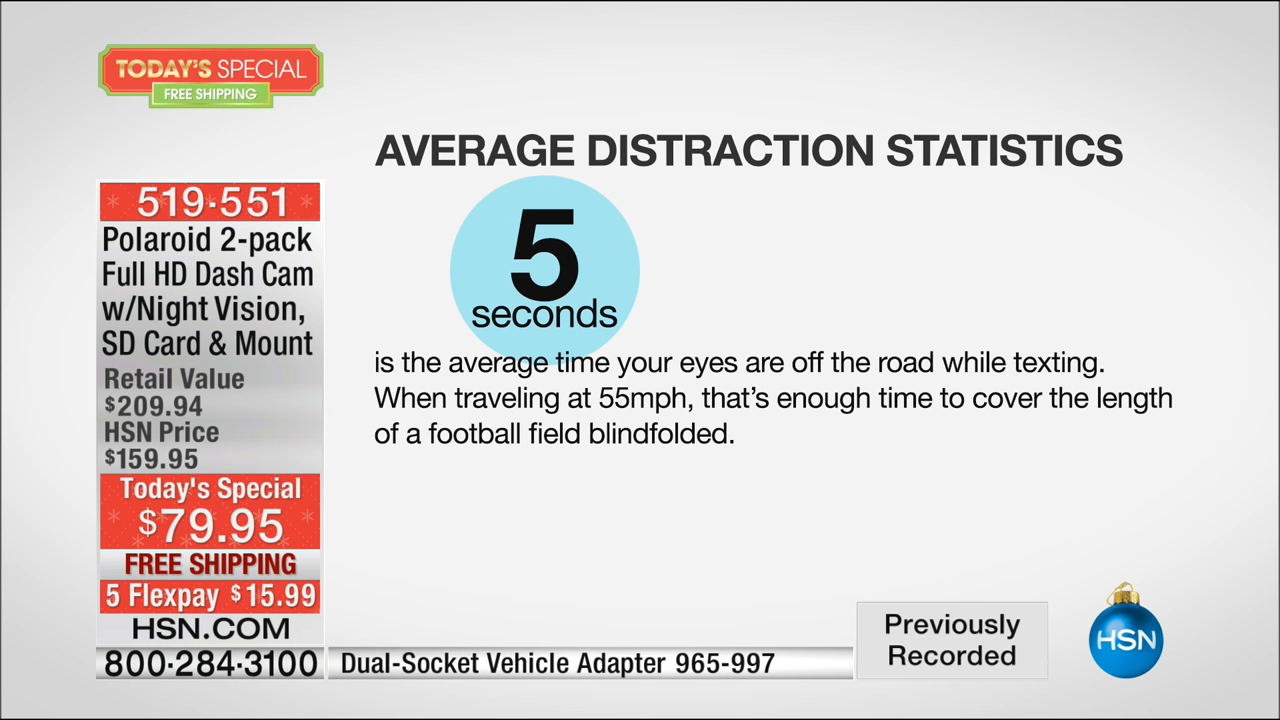 TODAY'S SPECIAL
FREE SHIPPING
AVERAGE DISTRACTION STATISTICS
5
seconds
is the average time your eyes are off the road while texting.
When traveling at 55mph, that's enough time to cover the length
of a football field blindfolded.
519·551
Polaroid 2-pack
Full HD Dash Cam
w/Night Vision,
SD Card & Mount
Retail Value
$209.94
HSN Price
$159.95
Today's Special
$79.95
FREE SHIPPING
5 Flexpay $15.99
HSN.COM
800·284·3100
Dual-Socket Vehicle Adapter 965-997
Previously
Recorded
HSN